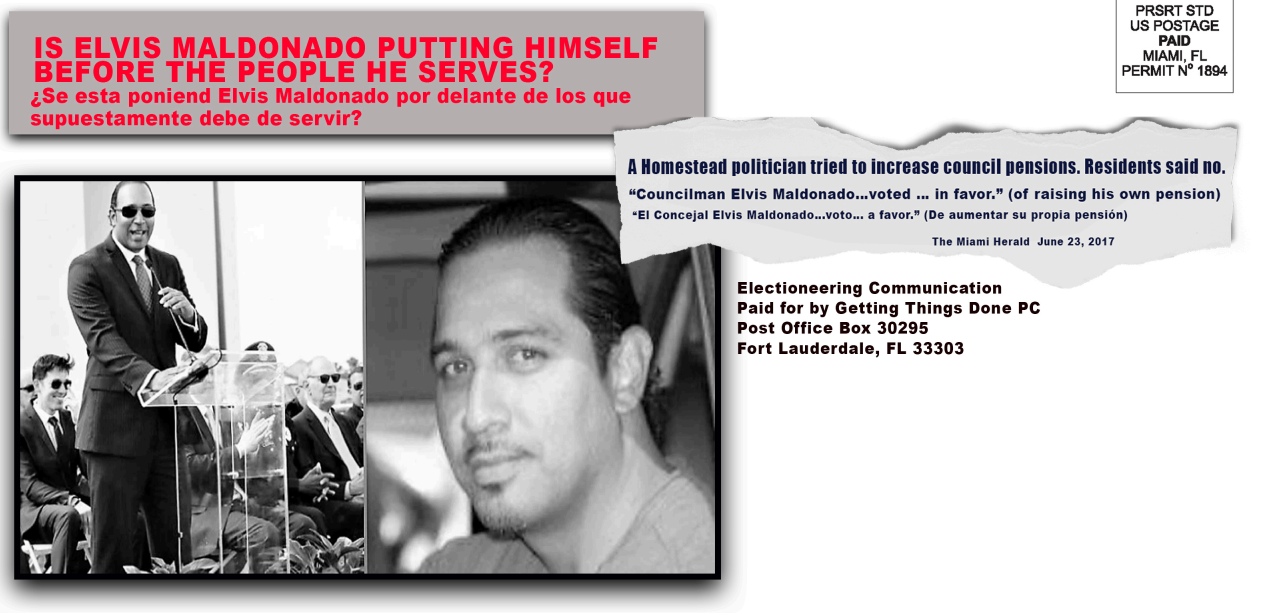 IS ELVIS MALDONADO PUTTING HIMSELF
BEFORE THE PEOPLE HE SERVES?
¿Se esta poniend Elvis Maldonado por delante de los que
supuestamente debe de servir?
PRSRT STD
US POSTAGE
PAID
MIAMI, FL
PERMIT Nº 1894
A Homestead politician tried to increase council pensions. Residents said no.
“Councilman Elvis Maldonado...voted ... in favor.” (of raising his own pension)
“El Concejal Elvis Maldonado...voto... a favor.” (De aumentar su propia pensión)
The Miami Herald June 23, 2017
Electioneering Communication
Paid for by Getting Things Done PC
Post Office Box 30295
Fort Lauderdale, FL 33303